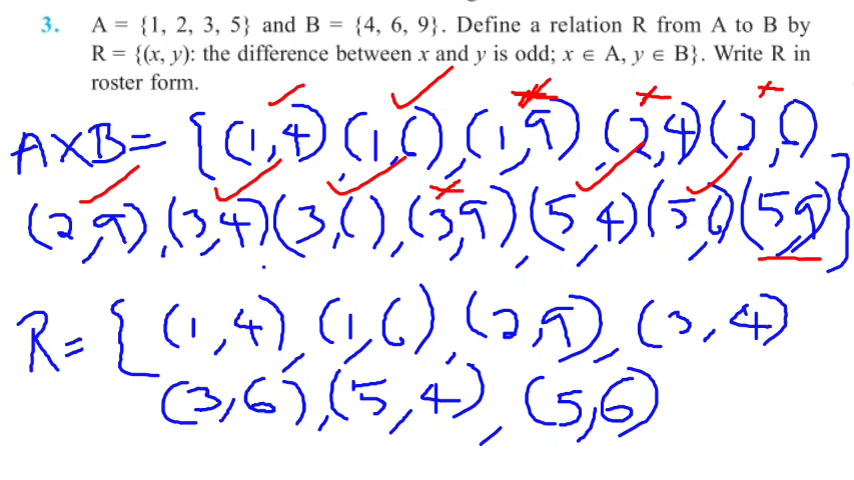 3. A = {1, 2, 3, 5} and B = {4, 6, 9}. Define a relation R from A to B by
R = {(x, y): the difference between x and y is odd; x ∈ A, y ∈ B}. Write R in
roster form.
A×B= {(1,4),(1,6),(1,9),(2,4)(2,6)
(2,9),(3,4)(3,6),(3,9),(5,4)(5,6)(5,9)}
R= {(1,4),(1,6),(2,9),(3,4)
(3,6),(5,4),(5,6)